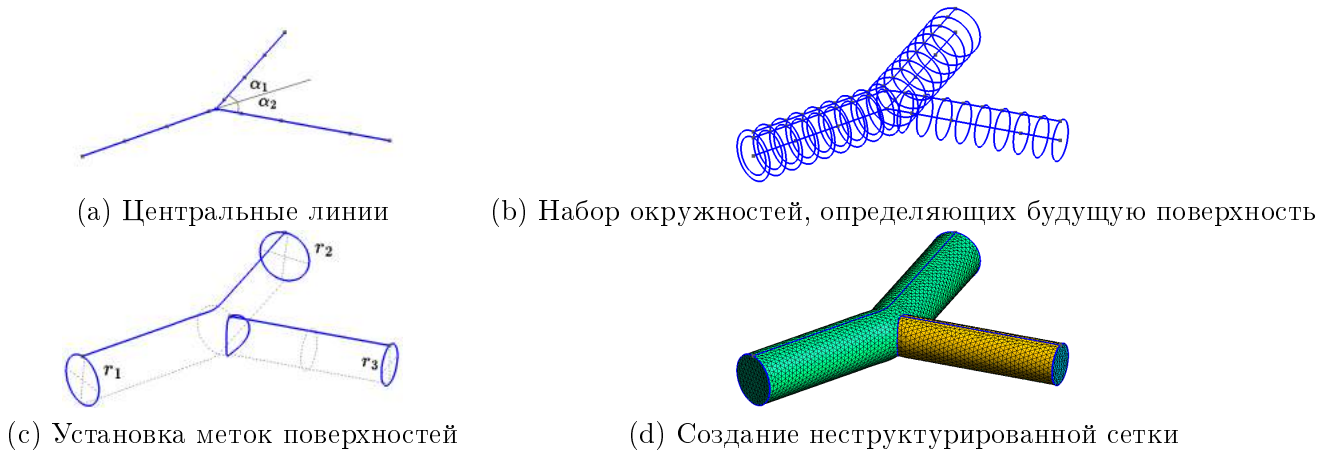 α₁
α₂
(a) Центральные линии
(b) Набор окружностей, определяющих будущую поверхность
r₂
r₁
r₃
(c) Установка меток поверхностей
(d) Создание неструктурированной сетки